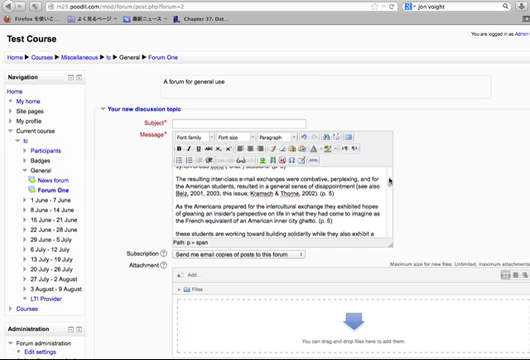 m25.poodll.com/mod/forum/post.php?forum=2
jon voight
Firefox を使いこ...
よく見るページ
最新ニュース
Chapter 37. Dat...
Test Course
You are logged in as Admin
Home ► Courses ► Miscellaneous ► tc ► General ► Forum One
Navigation
Home
My home
Site pages
My profile
Current course
tc
Participants
Badges
General
News forum
Forum One
1 June - 7 June
8 June - 14 June
15 June - 21 June
22 June - 28 June
29 June - 5 July
6 July - 12 July
13 July - 19 July
20 July - 26 July
27 July - 2 August
3 August - 9 August
LTI Provider
Courses
Administration
Forum administration
Edit settings
A forum for general use
Your new discussion topic
Subject*
Message*
Font family
Font size
Paragraph
The resulting inter-class e-mail exchanges were combative, perplexing, and for
the American students, resulted in a general sense of disappointment (see also
Belz, 2001, 2003, this issue; Kramsch & Thorne, 2002). (p. 5)
As the Americans prepared for the intercultural exchange they exhibited hopes
of gleaning an insider's perspective on life in what they had come to imagine as
the French equivalent of an American inner city ghetto. (p. 5)
these students are working toward building solidarity while they also exhibit a
Path: p » span
Subscription
Send me email copies of posts to this forum
Attachment
Maximum size for new files: Unlimited, maximum attachments
Add...
Files
You can drag and drop files here to add them.